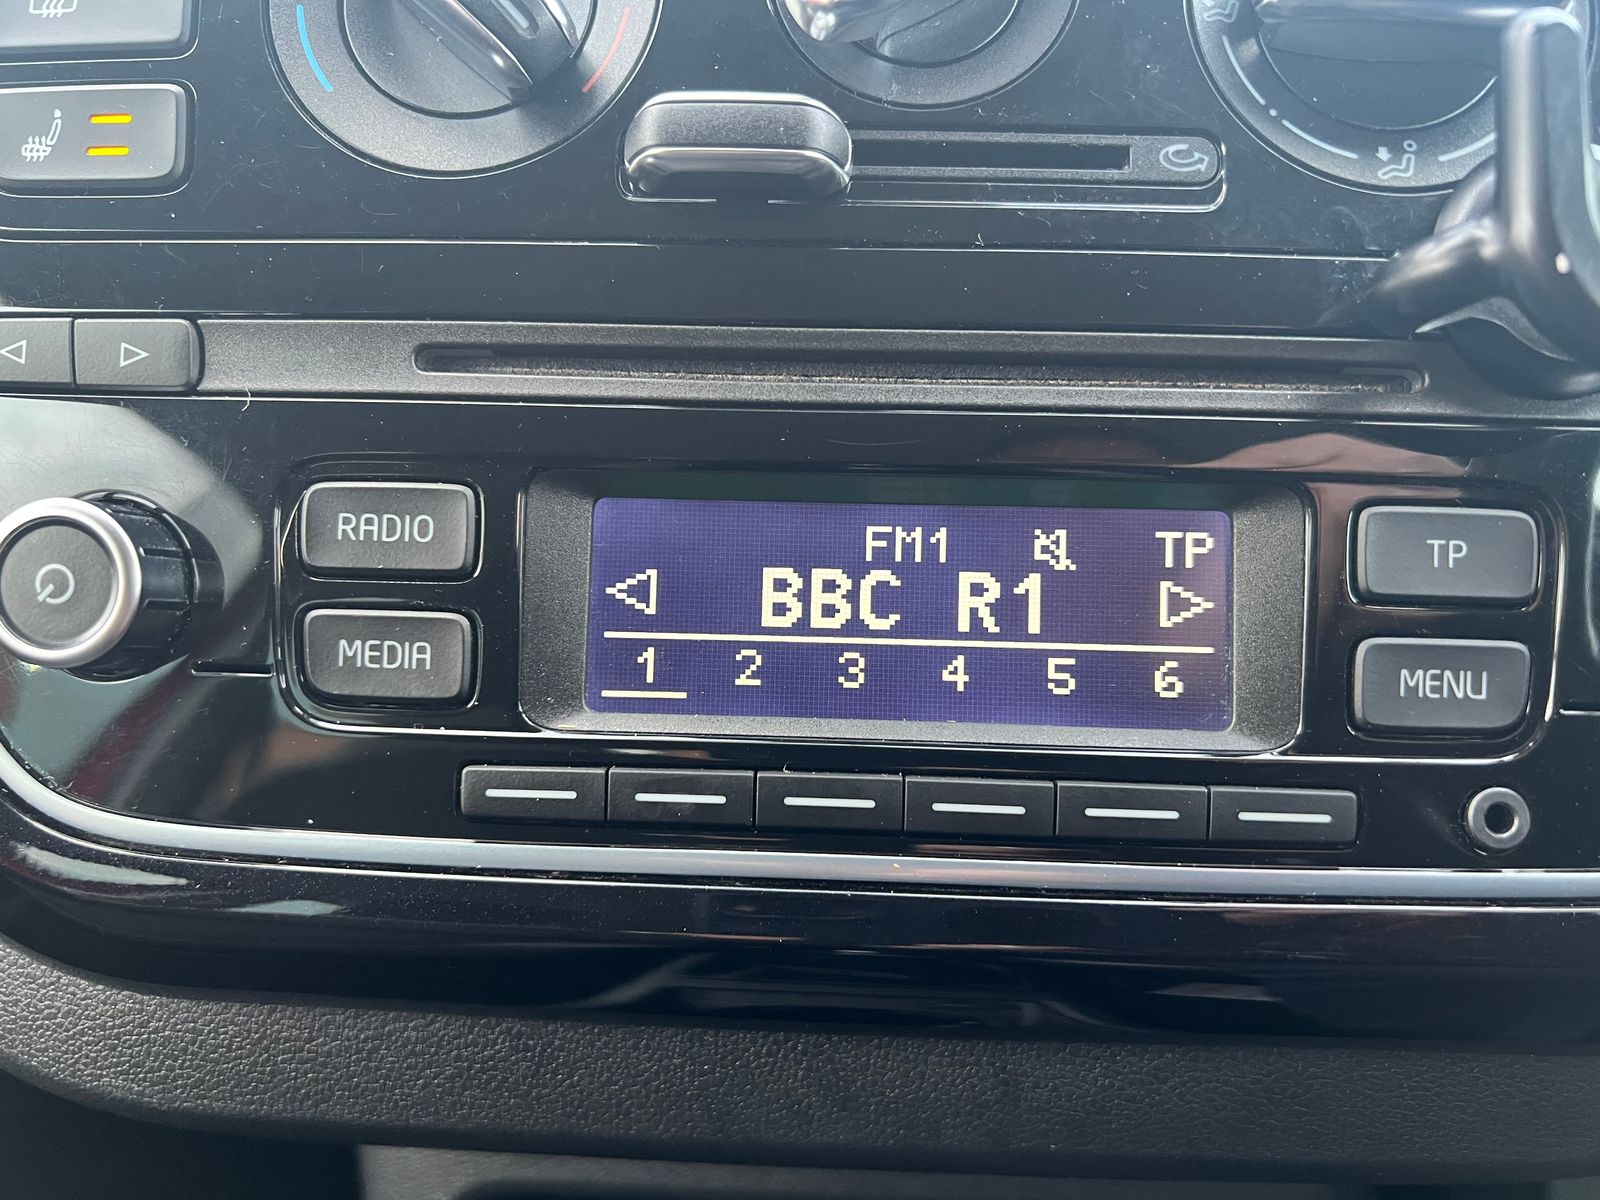 RADIO
MEDIA
FM1 TP
BBC R1
1 2 3 4 5 6
TP
MENU